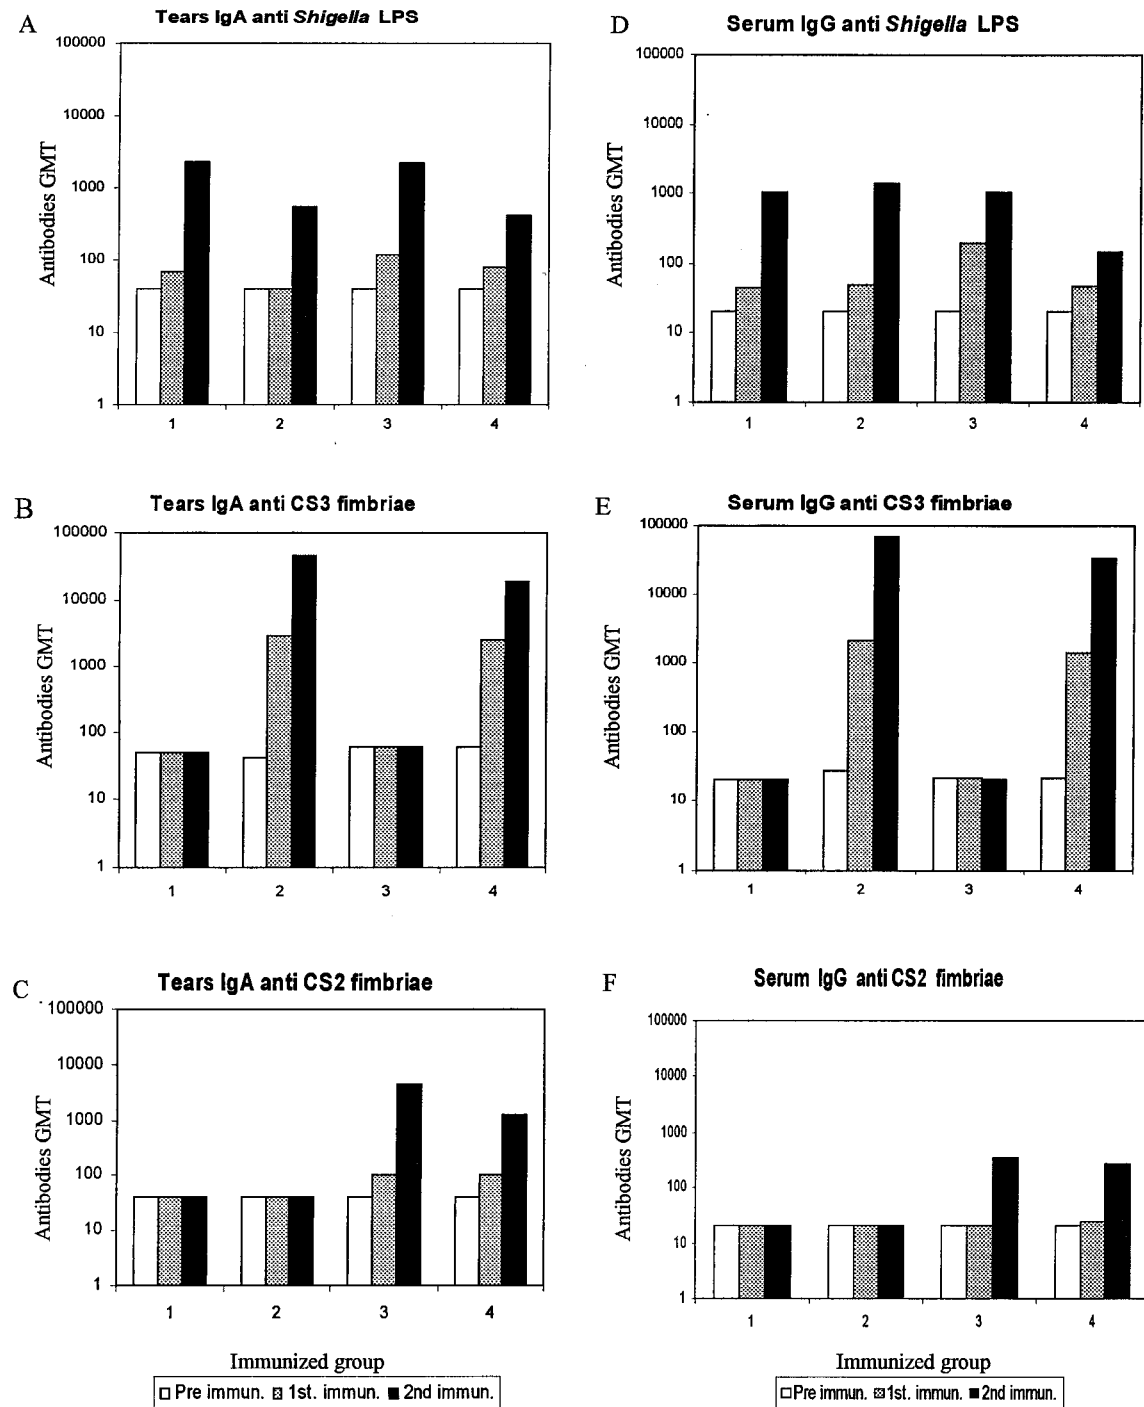 A
Tears IgA anti Shigella LPS
100000
10000
1000
100
10
1
Antibodies GMT
1 2 3 4
D
Serum IgG anti Shigella LPS
100000
10000
1000
100
10
1
Antibodies GMT
1 2 3 4
B
Tears IgA anti CS3 fimbriae
100000
10000
1000
100
10
1
Antibodies GMT
1 2 3 4
E
Serum IgG anti CS3 fimbriae
100000
10000
1000
100
10
1
Antibodies GMT
1 2 3 4
C
Tears IgA anti CS2 fimbriae
100000
10000
1000
100
10
1
Antibodies GMT
1 2 3 4
Immunized group
Pre immun. 1st. immun. 2nd immun.
F
Serum IgG anti CS2 fimbriae
100000
10000
1000
100
10
1
Antibodies GMT
1 2 3 4
Immunized group
Pre immun. 1st. immun. 2nd immun.